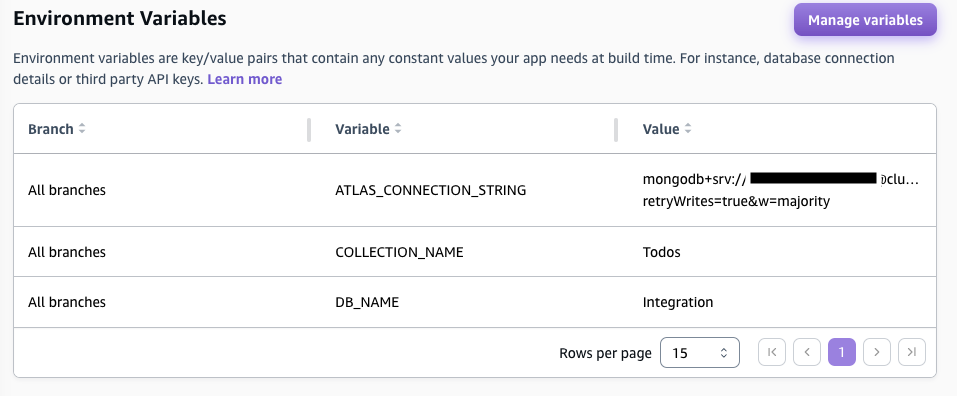 Environment Variables
Manage variables
Environment variables are key/value pairs that contain any constant values your app needs at build time. For instance, database connection
details or third party API keys. Learn more
Branch Variable Value
All branches ATLAS_CONNECTION_STRING mongodb+srv:// @clu…
retryWrites=true&w=majority
All branches COLLECTION_NAME Todos
All branches DB_NAME Integration
Rows per page 15 1